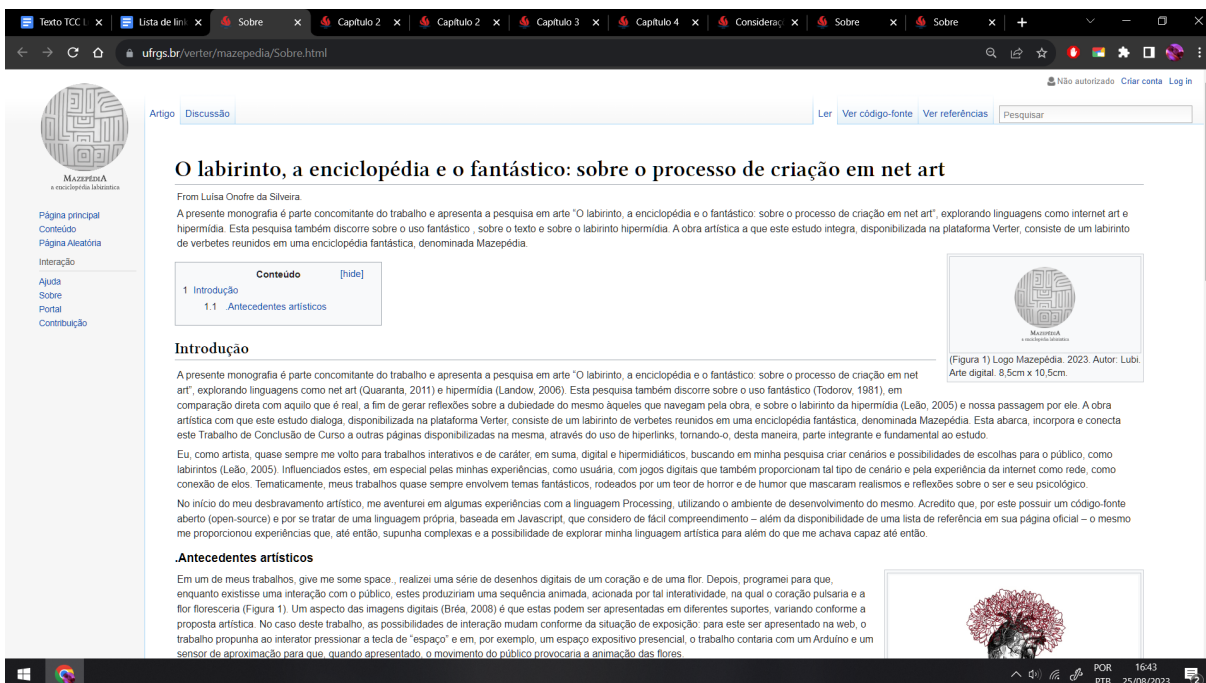 Texto TCC L
Lista de link
Sobre
Capítulo 2
Capítulo 2
Capítulo 3
Capítulo 4
Consideraç
Sobre
Sobre
ufrgs.br/verter/mazepedia/Sobre.html
Não autorizado Criar conta Log in
Artigo Discussão
Ler Ver código-fonte Ver referências Pesquisar
MAZEPÉDIA
a enciclopédia labiríntica
Página principal
Conteúdo
Página Aleatória
Interação
Ajuda
Sobre
Portal
Contribuição
O labirinto, a enciclopédia e o fantástico: sobre o processo de criação em net art
From Luísa Onofre da Silveira.
A presente monografia é parte concomitante do trabalho e apresenta a pesquisa em arte "O labirinto, a enciclopédia e o fantástico: sobre o processo de criação em net art", explorando linguagens como internet art e
hipermídia. Esta pesquisa também discorre sobre o uso fantástico , sobre o texto e sobre o labirinto hipermídia. A obra artística a que este estudo integra, disponibilizada na plataforma Verter, consiste de um labirinto
de verbetes reunidos em uma enciclopédia fantástica, denominada Mazepédia.
Conteúdo [hide]
1 Introdução
1.1 .Antecedentes artísticos
MAZEPÉDIA
a enciclopédia labiríntica
(Figura 1) Logo Mazepédia. 2023. Autor: Lubi.
Arte digital. 8,5cm x 10,5cm.
Introdução
A presente monografia é parte concomitante do trabalho e apresenta a pesquisa em arte "O labirinto, a enciclopédia e o fantástico: sobre o processo de criação em net
art", explorando linguagens como net art (Quaranta, 2011) e hipermídia (Landow, 2006). Esta pesquisa também discorre sobre o uso fantástico (Todorov, 1981), em
comparação direta com aquilo que é real, a fim de gerar reflexões sobre a dubiedade do mesmo àqueles que navegam pela obra, e sobre o labirinto da hipermídia (Leão, 2005) e nossa passagem por ele. A obra
artística com que este estudo dialoga, disponibilizada na plataforma Verter, consiste de um labirinto de verbetes reunidos em uma enciclopédia fantástica, denominada Mazepédia. Esta abarca, incorpora e conecta
este Trabalho de Conclusão de Curso a outras páginas disponibilizadas na mesma, através do uso de hiperlinks, tornando-o, desta maneira, parte integrante e fundamental ao estudo.
Eu, como artista, quase sempre me volto para trabalhos interativos e de caráter, em suma, digital e hipermidiáticos, buscando em minha pesquisa criar cenários e possibilidades de escolhas para o público, como
labirintos (Leão, 2005). Influenciados estes, em especial pelas minhas experiências, como usuária, com jogos digitais que também proporcionam tal tipo de cenário e pela experiência da internet como rede, como
conexão de elos. Tematicamente, meus trabalhos quase sempre envolvem temas fantásticos, rodeados por um teor de horror e de humor que mascaram realismos e reflexões sobre o ser e seu psicológico.
No início do meu desbravamento artístico, me aventurei em algumas experiências com a linguagem Processing, utilizando o ambiente de desenvolvimento do mesmo. Acredito que, por este possuir um código-fonte
aberto (open-source) e por se tratar de uma linguagem própria, baseada em Javascript, que considero de fácil compreendimento – além da disponibilidade de uma lista de referência em sua página oficial – o mesmo
me proporcionou experiências que, até então, supunha complexas e a possibilidade de explorar minha linguagem artística para além do que me achava capaz até então.
.Antecedentes artísticos
Em um de meus trabalhos, give me some space., realizei uma série de desenhos digitais de um coração e de uma flor. Depois, programei para que,
enquanto existisse uma interação com o público, estes produziriam uma sequência animada, acionada por tal interatividade, na qual o coração pulsaria e a
flor floresceria (Figura 1). Um aspecto das imagens digitais (Bréa, 2008) é que estas podem ser apresentadas em diferentes suportes, variando conforme a
proposta artística. No caso deste trabalho, as possibilidades de interação mudam conforme da situação de exposição: para este ser apresentado na web, o
trabalho propunha ao interator pressionar a tecla de "espaço" e em, por exemplo, um espaço expositivo presencial, o trabalho contaria com um Arduíno e um
sensor de aproximação para que, quando apresentado, o movimento do público provocaria a animação das flores.
POR
PTB
16:43
25/08/2023
2